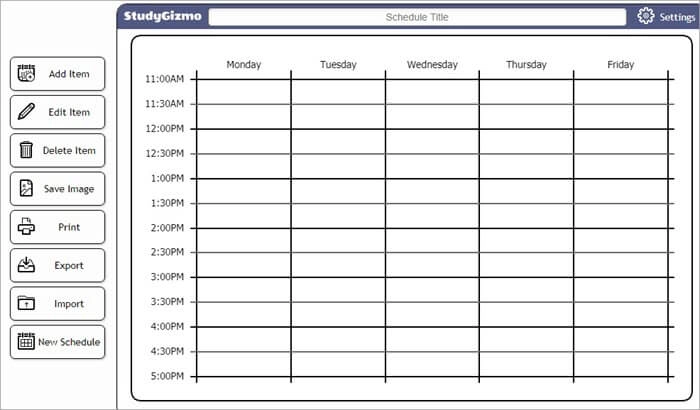 StudyGizmo
Schedule Title
Settings
Add Item
Edit Item
Delete Item
Save Image
Print
Export
Import
New Schedule
Monday Tuesday Wednesday Thursday Friday
11:00AM
11:30AM
12:00PM
12:30PM
1:00PM
1:30PM
2:00PM
2:30PM
3:00PM
3:30PM
4:00PM
4:30PM
5:00PM